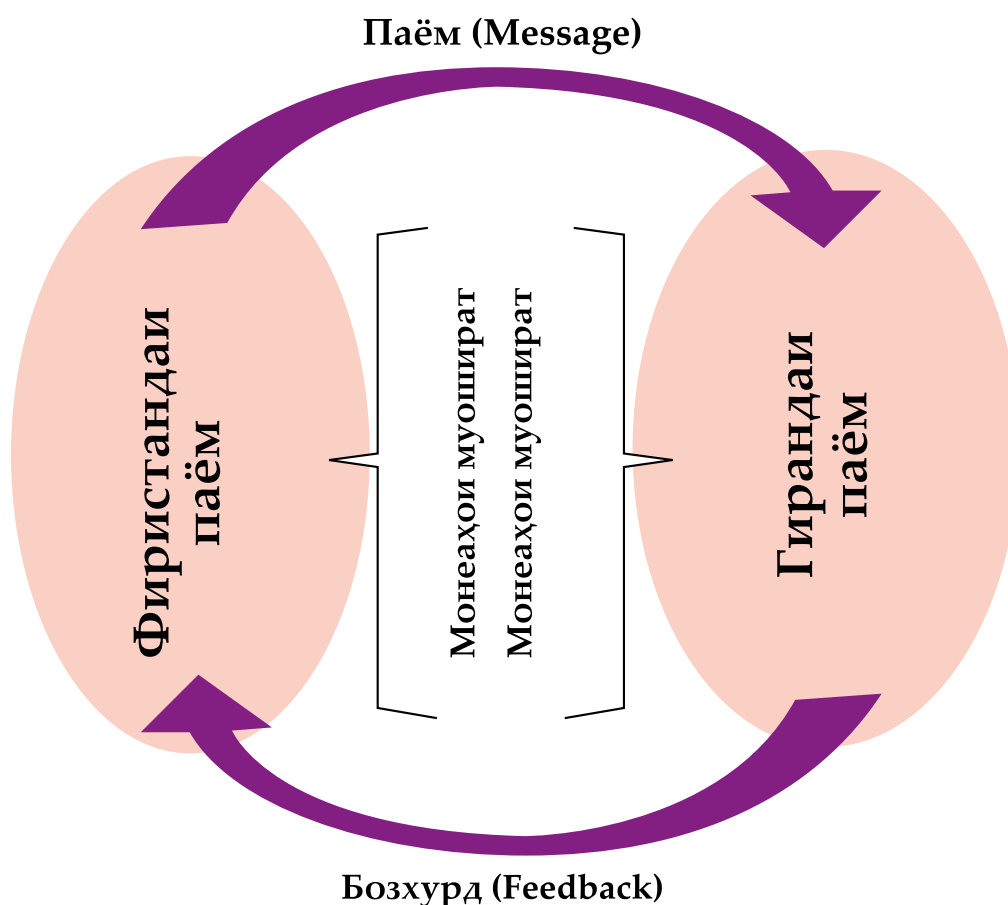 Паём (Message)
Фиристандаи
паём
Монеаҳои муошират
Монеаҳои муошират
Гирандаи
паём
Бозхурд (Feedback)